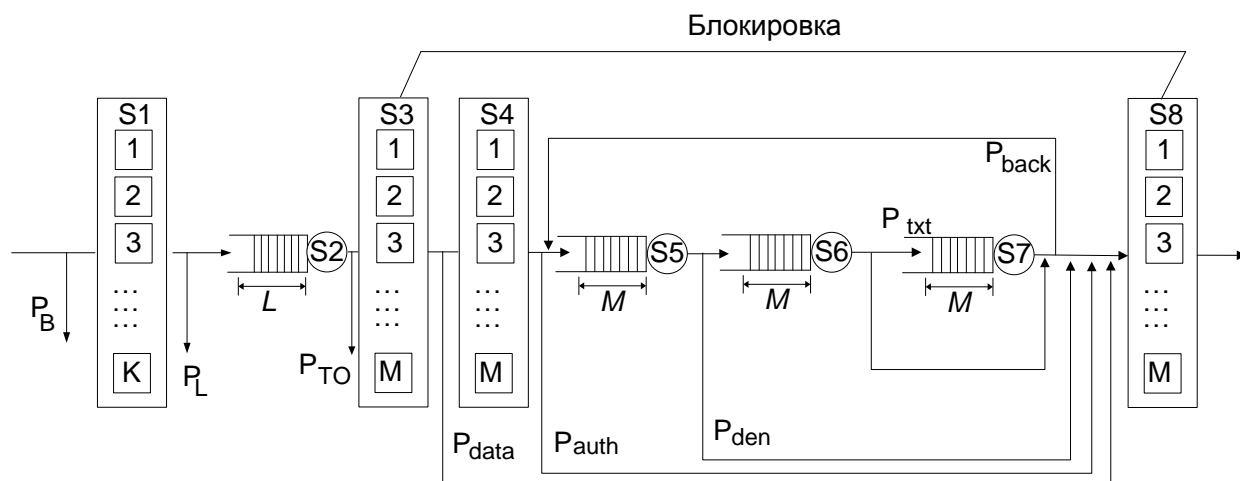 Блокировка
S1
1
2
3
...
...
K
P_B
P_L
L
S2
P_TO
S3
1
2
3
...
...
M
S4
1
2
3
...
...
M
P_data
P_auth
M
S5
P_den
M
S6
P_txt
M
S7
P_back
S8
1
2
3
...
...
M